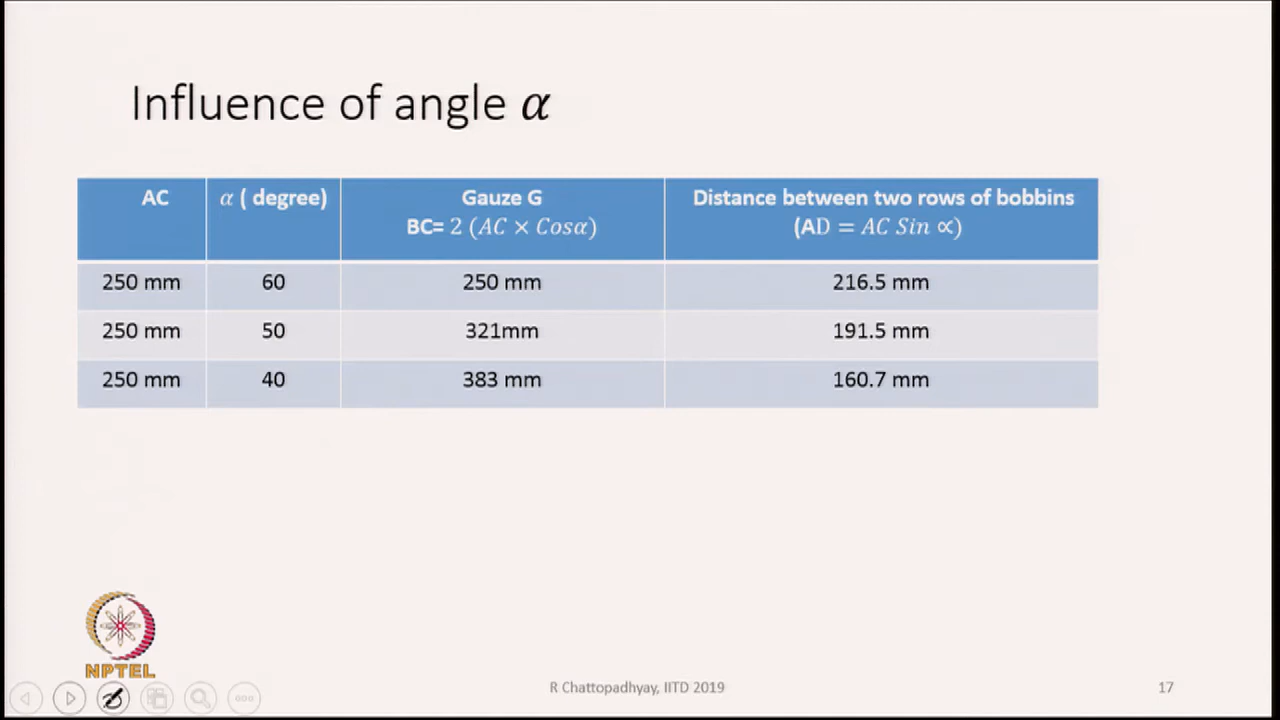 Influence of angle α
AC
α ( degree)
Gauze G
BC= 2 (AC × Cosα)
Distance between two rows of bobbins
(AD = AC Sin ∝)
250 mm 60 250 mm 216.5 mm
250 mm 50 321mm 191.5 mm
250 mm 40 383 mm 160.7 mm
NPTEL
R Chattopadhyay, IITD 2019
17